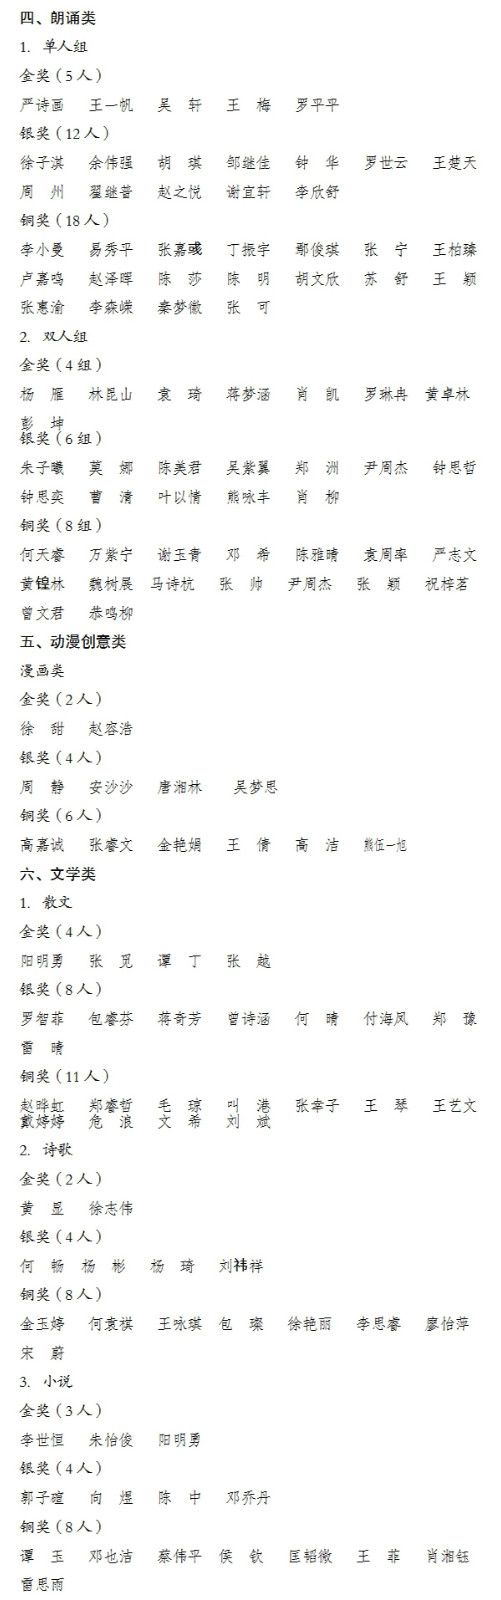 四、朗诵类
1. 单人组
金奖（5人）
严诗画 王一帆 吴 轩 王 梅 罗平平
银奖（12人）
徐子淇 余伟强 胡 琪 邹继佳 钟 华 罗世云 王楚天
周 州 翟继普 赵之悦 谢宜轩 李欣舒
铜奖（18人）
李小曼 易秀平 张嘉彧 丁振宇 鄢俊琪 张 宁 王柏臻
卢嘉鸣 赵泽晖 陈 莎 陈 明 胡文欣 苏 舒 王 颖
张惠渝 李森嵘 秦梦徽 张 可
2. 双人组
金奖（4组）
杨 雁 林昆山 袁 琦 蒋梦涵 肖 凯 罗琳冉 黄卓林
彭 坤
银奖（6组）
朱子曦 莫 娜 陈美君 吴紫翼 郑 洲 尹周杰 钟思哲
钟思奕 曹 清 叶以情 熊咏丰 肖 柳
铜奖（8组）
何天睿 万紫宁 谢玉青 邓 希 陈雅晴 袁周率 严志文
黄锽林 魏树展 马诗杭 张 帅 尹周杰 张 颖 祝梓茗
曾文君 恭鸣柳
五、动漫创意类
漫画类
金奖（2人）
徐 甜 赵容浩
银奖（4人）
周 静 安沙沙 唐湘林 吴梦思
铜奖（6人）
高嘉诚 张睿文 金艳娟 王 倩 高 洁 熊伍一旭
六、文学类
1. 散文
金奖（4人）
阳明勇 张 觅 谭 丁 张 越
银奖（8人）
罗智菲 包睿芬 蒋奇芳 曾诗涵 何 晴 付海风 郑 豫
雷 晴
铜奖（11人）
赵晔虹 郑睿哲 毛 琼 叫 港 张幸子 王 琴 王艺文
戴婷婷 危 浪 文 希 刘 斌
2. 诗歌
金奖（2人）
黄 显 徐志伟
银奖（4人）
何 畅 杨 彬 杨 琦 刘祎祥
铜奖（8人）
金玉婷 何袁祺 王咏琪 包 璨 徐艳丽 李思睿 廖怡萍
宋 蔚
3. 小说
金奖（3人）
李世恒 朱怡俊 阳明勇
银奖（4人）
郭子暄 向 煜 陈 中 邓乔丹
铜奖（8人）
谭 玉 邓也洁 蔡伟平 侯 钦 匡韬徽 王 菲 肖湘钰
雷思雨